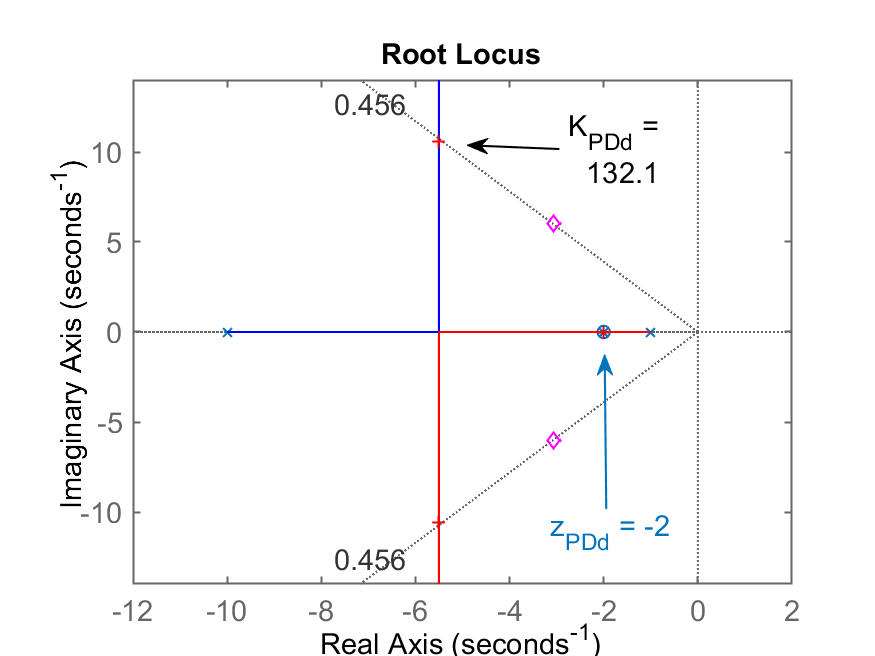 Root Locus
0.456
K_PDd =
132.1
10
5
0
-5
-10
Imaginary Axis (seconds^-1)
z_PDd = -2
0.456
-12 -10 -8 -6 -4 -2 0 2
Real Axis (seconds^-1)